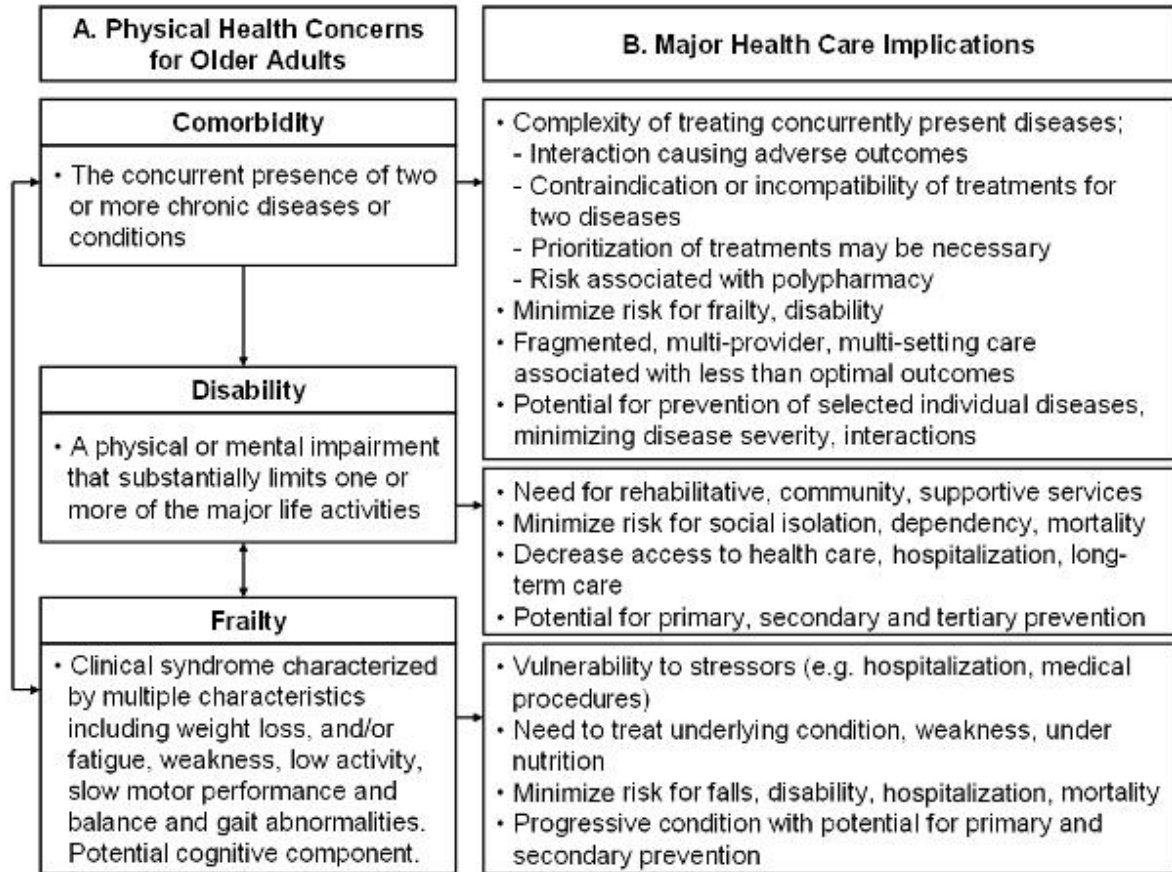 A. Physical Health Concerns
for Older Adults
B. Major Health Care Implications
Comorbidity
• The concurrent presence of two
or more chronic diseases or
conditions
• Complexity of treating concurrently present diseases;
- Interaction causing adverse outcomes
- Contraindication or incompatibility of treatments for
two diseases
- Prioritization of treatments may be necessary
- Risk associated with polypharmacy
• Minimize risk for frailty, disability
• Fragmented, multi-provider, multi-setting care
associated with less than optimal outcomes
• Potential for prevention of selected individual diseases,
minimizing disease severity, interactions
Disability
• A physical or mental impairment
that substantially limits one or
more of the major life activities
• Need for rehabilitative, community, supportive services
• Minimize risk for social isolation, dependency, mortality
• Decrease access to health care, hospitalization, long-
term care
• Potential for primary, secondary and tertiary prevention
Frailty
• Clinical syndrome characterized
by multiple characteristics
including weight loss, and/or
fatigue, weakness, low activity,
slow motor performance and
balance and gait abnormalities.
Potential cognitive component.
• Vulnerability to stressors (e.g. hospitalization, medical
procedures)
• Need to treat underlying condition, weakness, under
nutrition
• Minimize risk for falls, disability, hospitalization, mortality
• Progressive condition with potential for primary and
secondary prevention